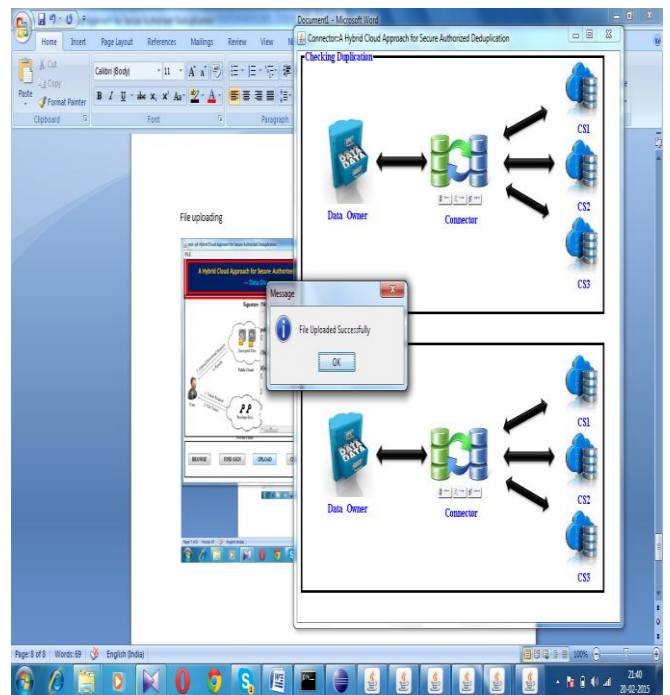 Document1 - Microsoft Word
Home Insert Page Layout References Mailings Review View
Cut
Copy
Format Painter
Paste
Clipboard
Calibri (Body) 11
Font
Paragraph
Connector:A Hybrid Cloud Approach for Secure Authorized Deduplication
Checking Duplication
Data Owner
Connector
CS1
CS2
CS3
File uploading
A Hybrid Cloud Approach for Secure Authorized
Public Cloud
User
BROWSE FIND SIGN UPLOAD
Message
File Uploaded Successfully
OK
Data Owner
Connector
CS1
CS2
CS3
Page: 8 of 8 Words: 69 English (India)
100%
21:40
20-02-2015